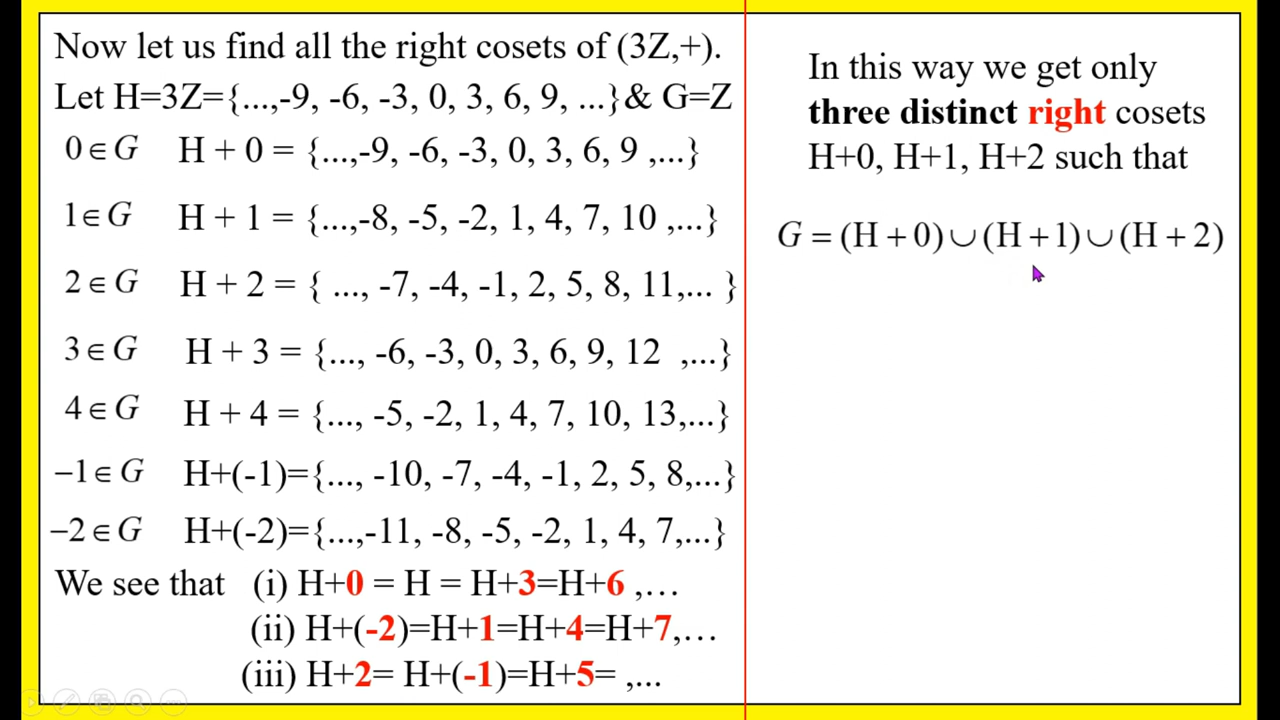 Now let us find all the right cosets of (3Z,+).
Let H=3Z={...,-9, -6, -3, 0, 3, 6, 9, ...}& G=Z
0 ∈ G H + 0 = {...,-9, -6, -3, 0, 3, 6, 9 ,...}
1 ∈ G H + 1 = {...,-8, -5, -2, 1, 4, 7, 10 ,...}
2 ∈ G H + 2 = { ..., -7, -4, -1, 2, 5, 8, 11,... }
3 ∈ G H + 3 = {..., -6, -3, 0, 3, 6, 9, 12 ,...}
4 ∈ G H + 4 = {..., -5, -2, 1, 4, 7, 10, 13,...}
−1 ∈ G H+(-1)={..., -10, -7, -4, -1, 2, 5, 8,...}
−2 ∈ G H+(-2)={...,-11, -8, -5, -2, 1, 4, 7,...}
We see that (i) H+0 = H = H+3=H+6 ,…
(ii) H+(-2)=H+1=H+4=H+7,…
(iii) H+2= H+(-1)=H+5= ,...
In this way we get only
three distinct right cosets
H+0, H+1, H+2 such that
G = (H + 0) ∪ (H + 1) ∪ (H + 2)